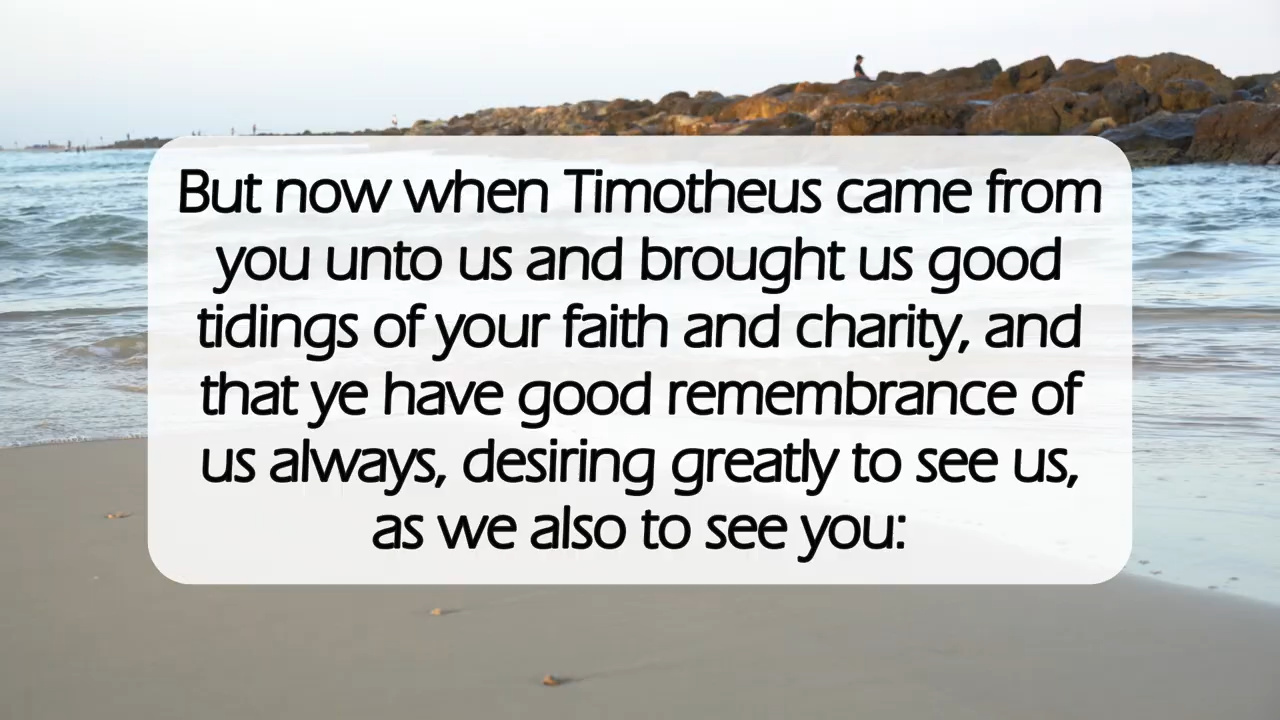 But now when Timotheus came from
you unto us and brought us good
tidings of your faith and charity, and
that ye have good remembrance of
us always, desiring greatly to see us,
as we also to see you: